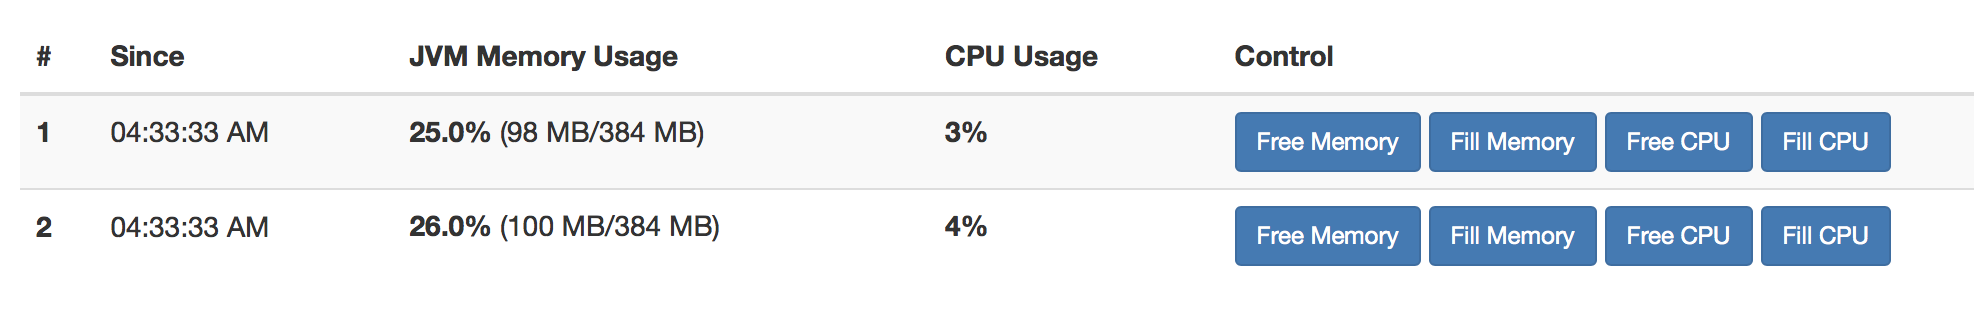 # Since JVM Memory Usage CPU Usage Control
1 04:33:33 AM 25.0% (98 MB/384 MB) 3% Free Memory Fill Memory Free CPU Fill CPU
2 04:33:33 AM 26.0% (100 MB/384 MB) 4% Free Memory Fill Memory Free CPU Fill CPU